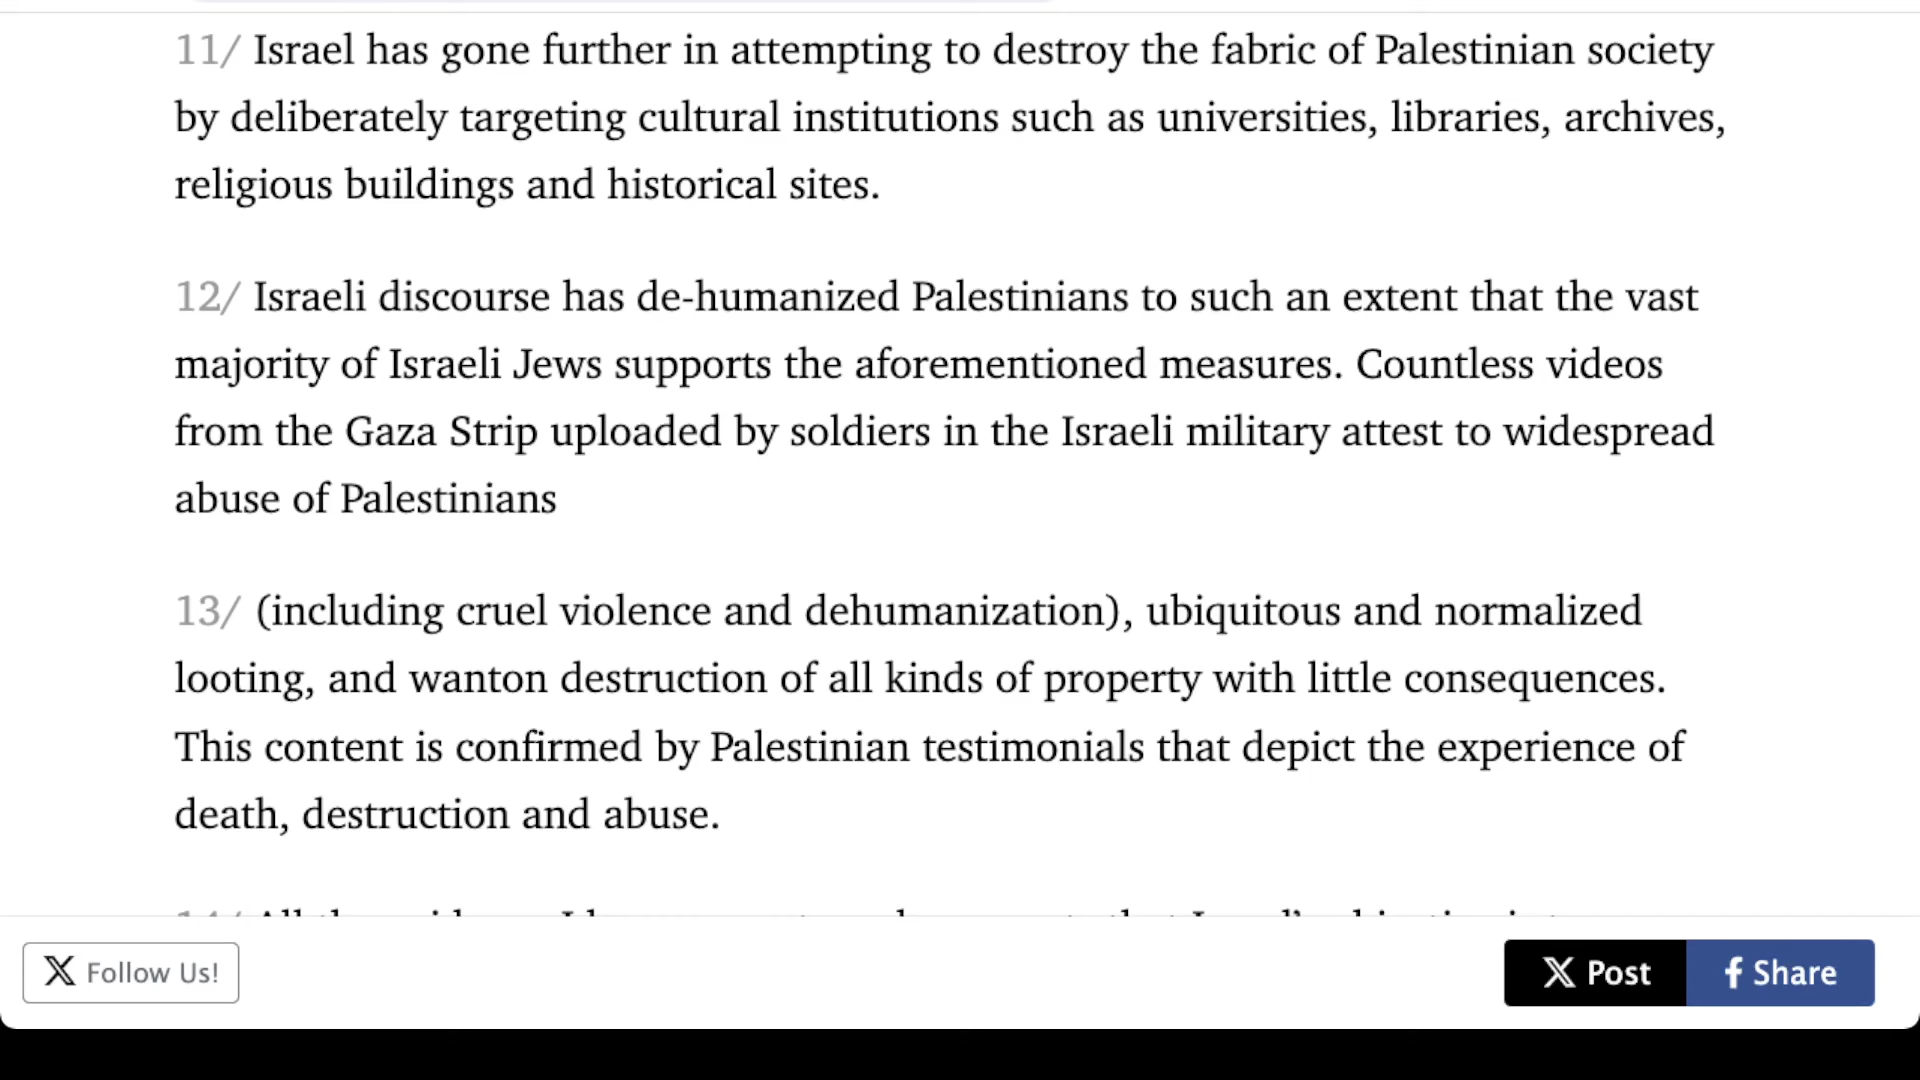 11/ Israel has gone further in attempting to destroy the fabric of Palestinian society
by deliberately targeting cultural institutions such as universities, libraries, archives,
religious buildings and historical sites.
12/ Israeli discourse has de-humanized Palestinians to such an extent that the vast
majority of Israeli Jews supports the aforementioned measures. Countless videos
from the Gaza Strip uploaded by soldiers in the Israeli military attest to widespread
abuse of Palestinians
13/ (including cruel violence and dehumanization), ubiquitous and normalized
looting, and wanton destruction of all kinds of property with little consequences.
This content is confirmed by Palestinian testimonials that depict the experience of
death, destruction and abuse.
X Follow Us!
X Post
f Share